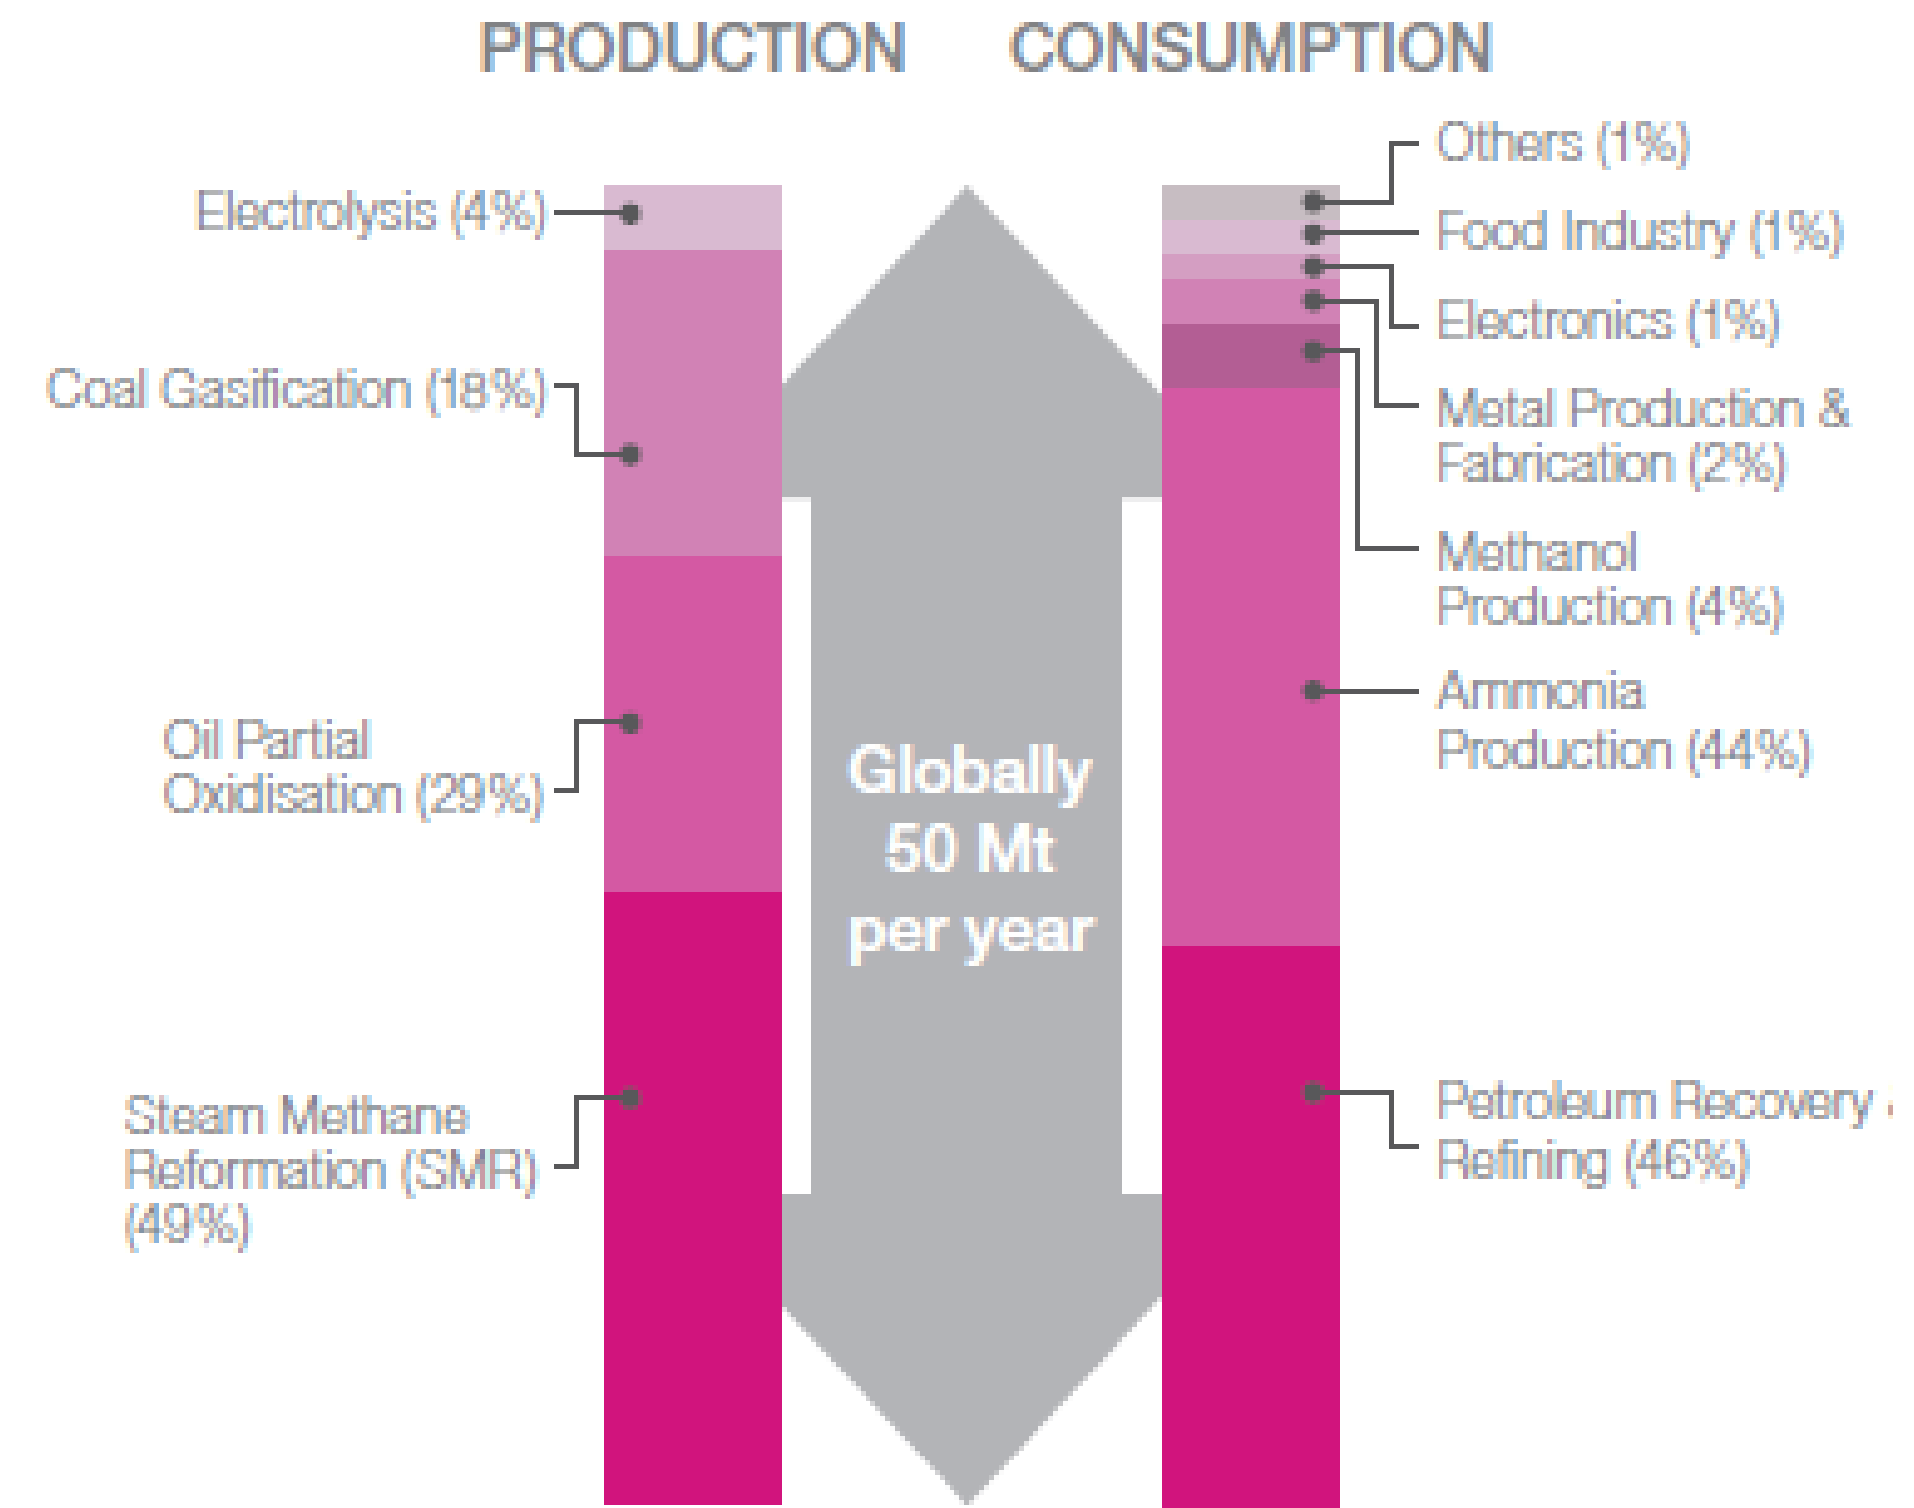 PRODUCTION
CONSUMPTION
Electrolysis (4%)
Coal Gasification (18%)
Oil Partial
Oxidisation (29%)
Steam Methane
Reformation (SMR)
(49%)
Globally
50 Mt
per year
Others (1%)
Food Industry (1%)
Electronics (1%)
Metal Production &
Fabrication (2%)
Methanol
Production (4%)
Ammonia
Production (44%)
Petroleum Recovery
Refining (46%)